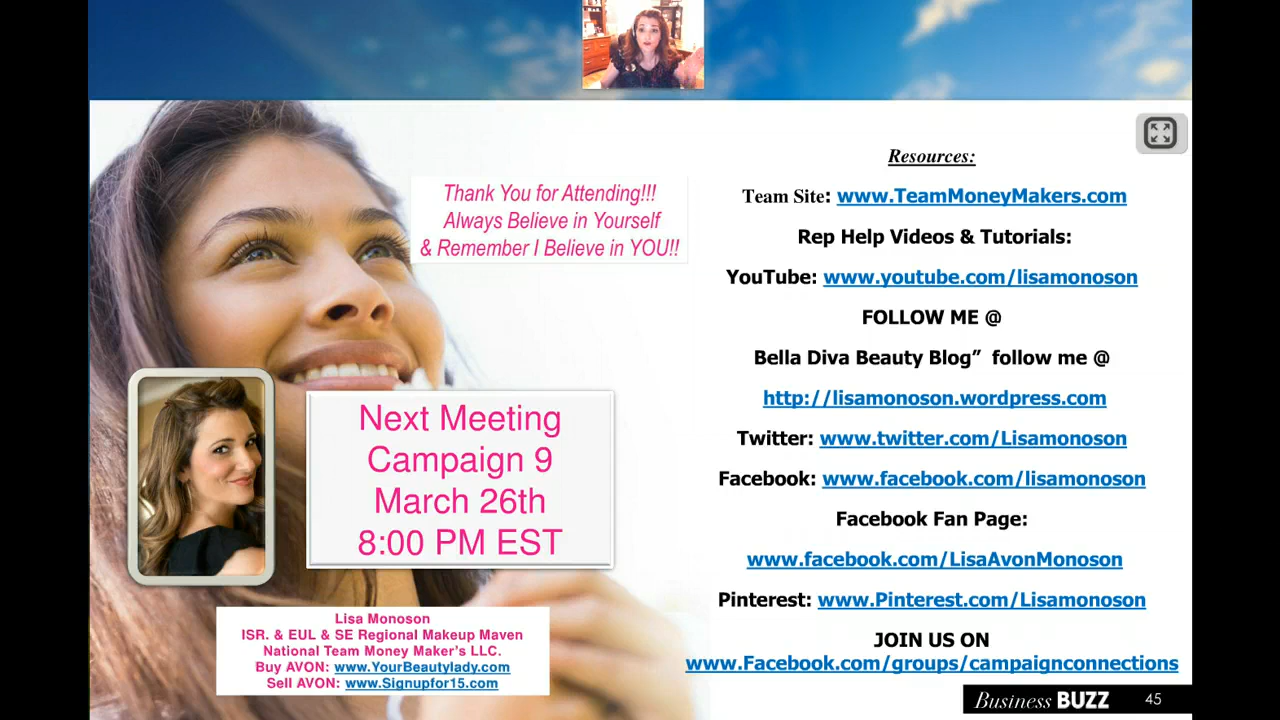 Thank You for Attending!!!
Always Believe in Yourself
& Remember I Believe in YOU!!
Next Meeting
Campaign 9
March 26th
8:00 PM EST
Lisa Monoson
ISR. & EUL & SE Regional Makeup Maven
National Team Money Maker's LLC.
Buy AVON: www.YourBeautylady.com
Sell AVON: www.Signupfor15.com
Resources:
Team Site: www.TeamMoneyMakers.com
Rep Help Videos & Tutorials:
YouTube: www.youtube.com/lisamonoson
FOLLOW ME @
Bella Diva Beauty Blog” follow me @
http://lisamonoson.wordpress.com
Twitter: www.twitter.com/Lisamonoson
Facebook: www.facebook.com/lisamonoson
Facebook Fan Page:
www.facebook.com/LisaAvonMonoson
Pinterest: www.Pinterest.com/Lisamonoson
JOIN US ON
www.Facebook.com/groups/campaignconnections
Business BUZZ 45